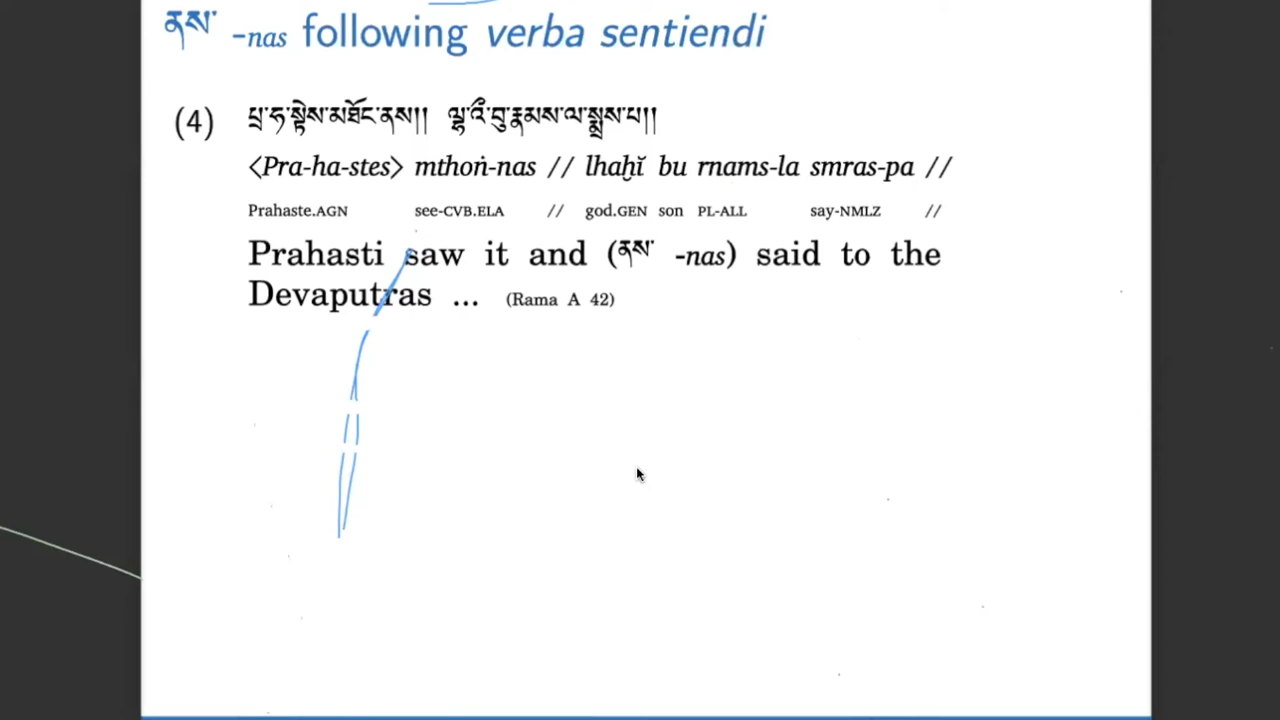 ནས་ -nas following verba sentiendi
(4) པྲ་ཧ་སྟེས་མཐོང་ནས།། ལྷ་འི་བུ་རྣམས་ལ་སྨྲས་པ།།
⟨Pra-ha-stes⟩ mthoṅ-nas // lhaḫĭ bu rnams-la smras-pa //
Prahaste.AGN see-CVB.ELA // god.GEN son PL-ALL say-NMLZ //
Prahasti saw it and (ནས་ -nas) said to the
Devaputras ... (Rama A 42)